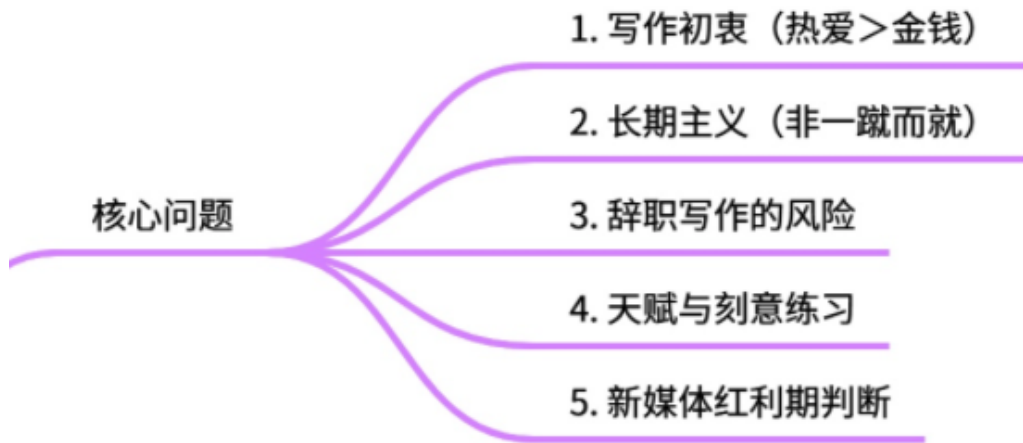 1. 写作初衷（热爱＞金钱）
2. 长期主义（非一蹴而就）
核心问题
3. 辞职写作的风险
4. 天赋与刻意练习
5. 新媒体红利期判断